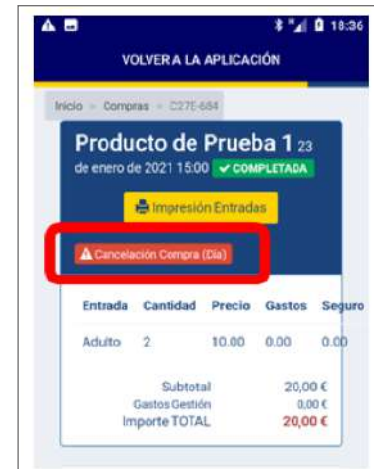 18:36
VOLVER A LA APLICACIÓN
Inicio Compras C27E-684
Producto de Prueba 1 23
de enero de 2021 15:00 COMPLETADA
Impresión Entradas
Cancelación Compra (Día)
Entrada Cantidad Precio Gastos Seguro
Adulto 2 10.00 0.00 0.00
Subtotal 20,00 €
Gastos Gestión 0,00 €
Importe TOTAL 20,00 €